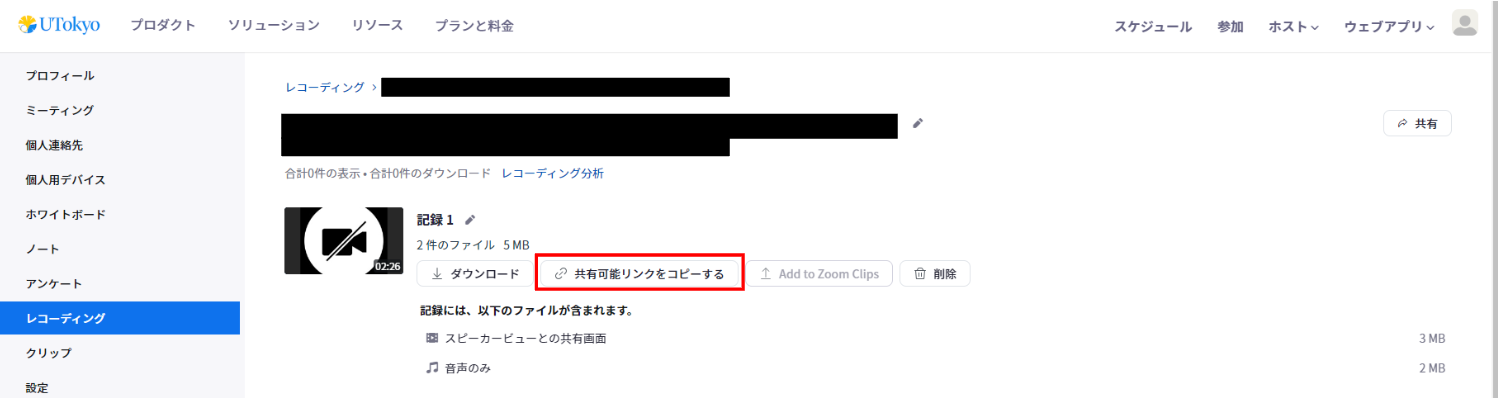 UTokyo プロダクト ソリューション リソース プランと料金 スケジュール 参加 ホスト ウェブアプリ
プロフィール
ミーティング
個人連絡先
個人用デバイス
ホワイトボード
ノート
アンケート
レコーディング
クリップ
設定
レコーディング >
共有
合計0件の表示 • 合計0件のダウンロード レコーディング分析
02:26
記録 1
2 件のファイル 5 MB
ダウンロード 共有可能リンクをコピーする Add to Zoom Clips 削除
記録には、以下のファイルが含まれます。
スピーカービューとの共有画面 3 MB
音声のみ 2 MB